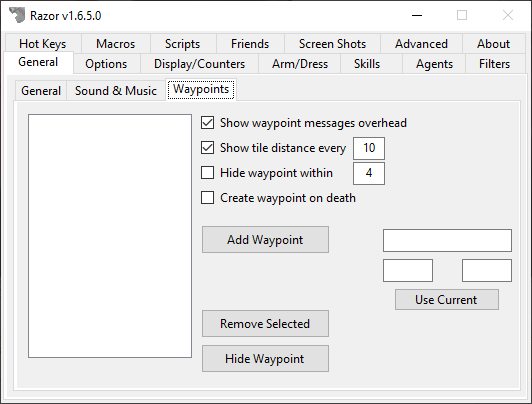 Razor v1.6.5.0
Hot Keys Macros Scripts Friends Screen Shots Advanced About
General Options Display/Counters Arm/Dress Skills Agents Filters
General Sound & Music Waypoints
Show waypoint messages overhead
Show tile distance every 10
Hide waypoint within 4
Create waypoint on death
Add Waypoint
Use Current
Remove Selected
Hide Waypoint